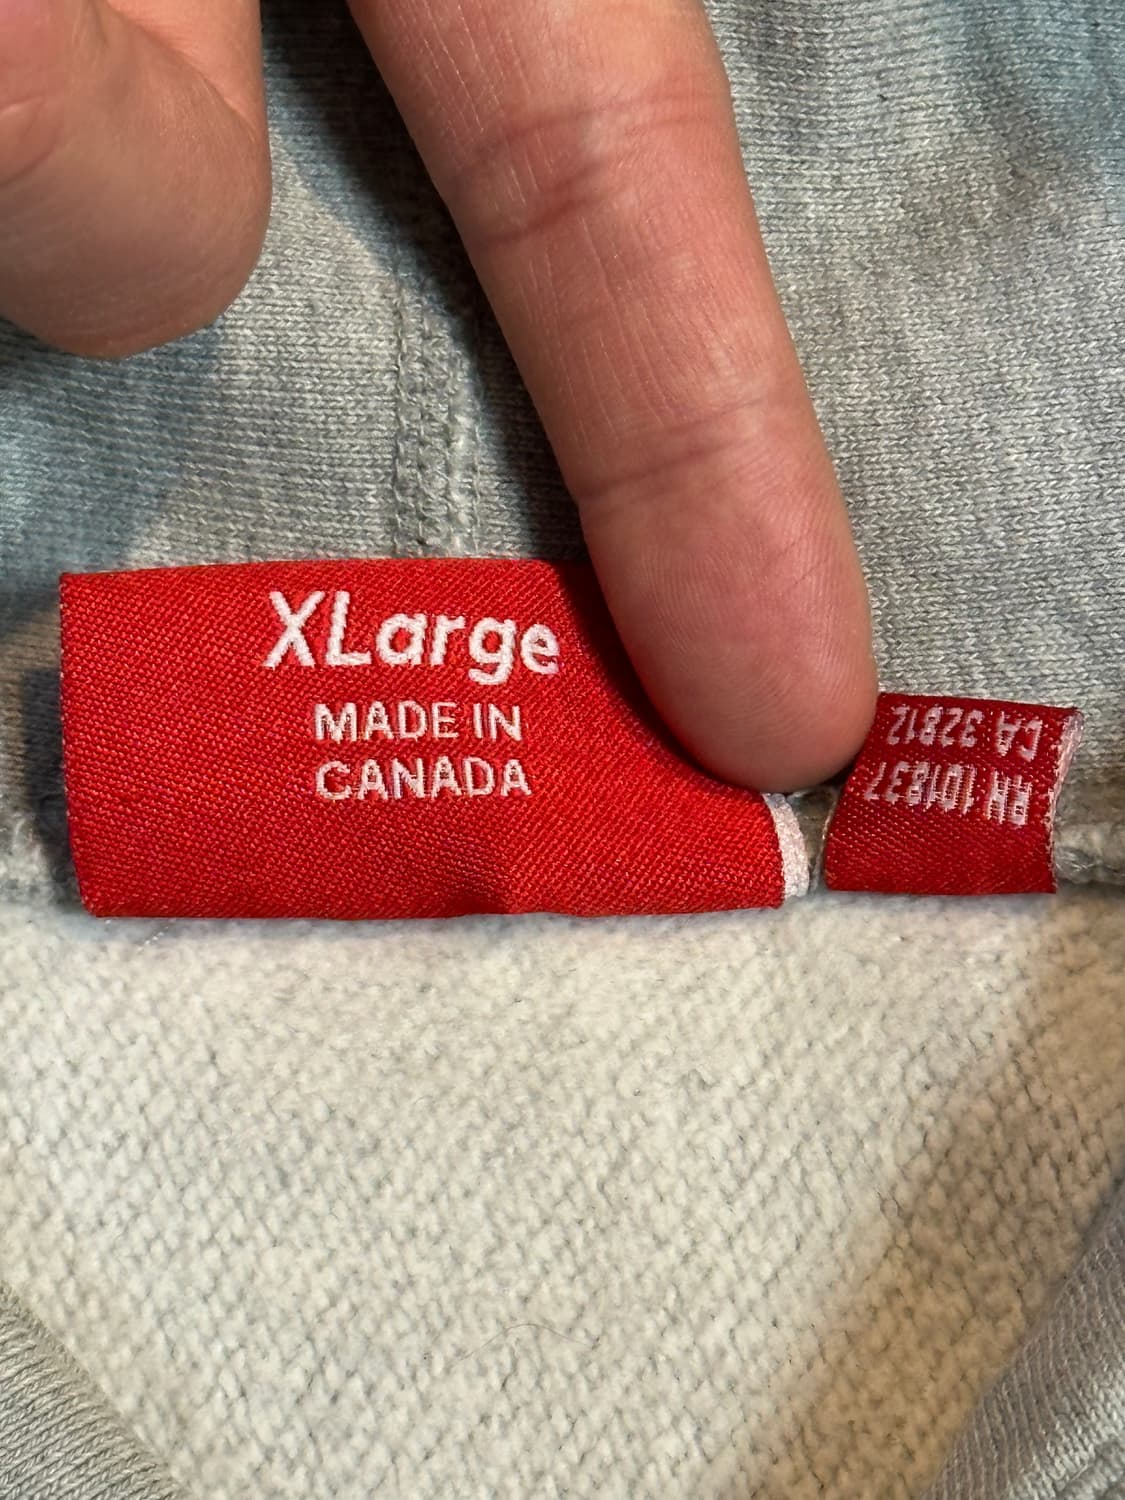 XLarge
MADE IN
CANADA
RN 101837
CA 32812